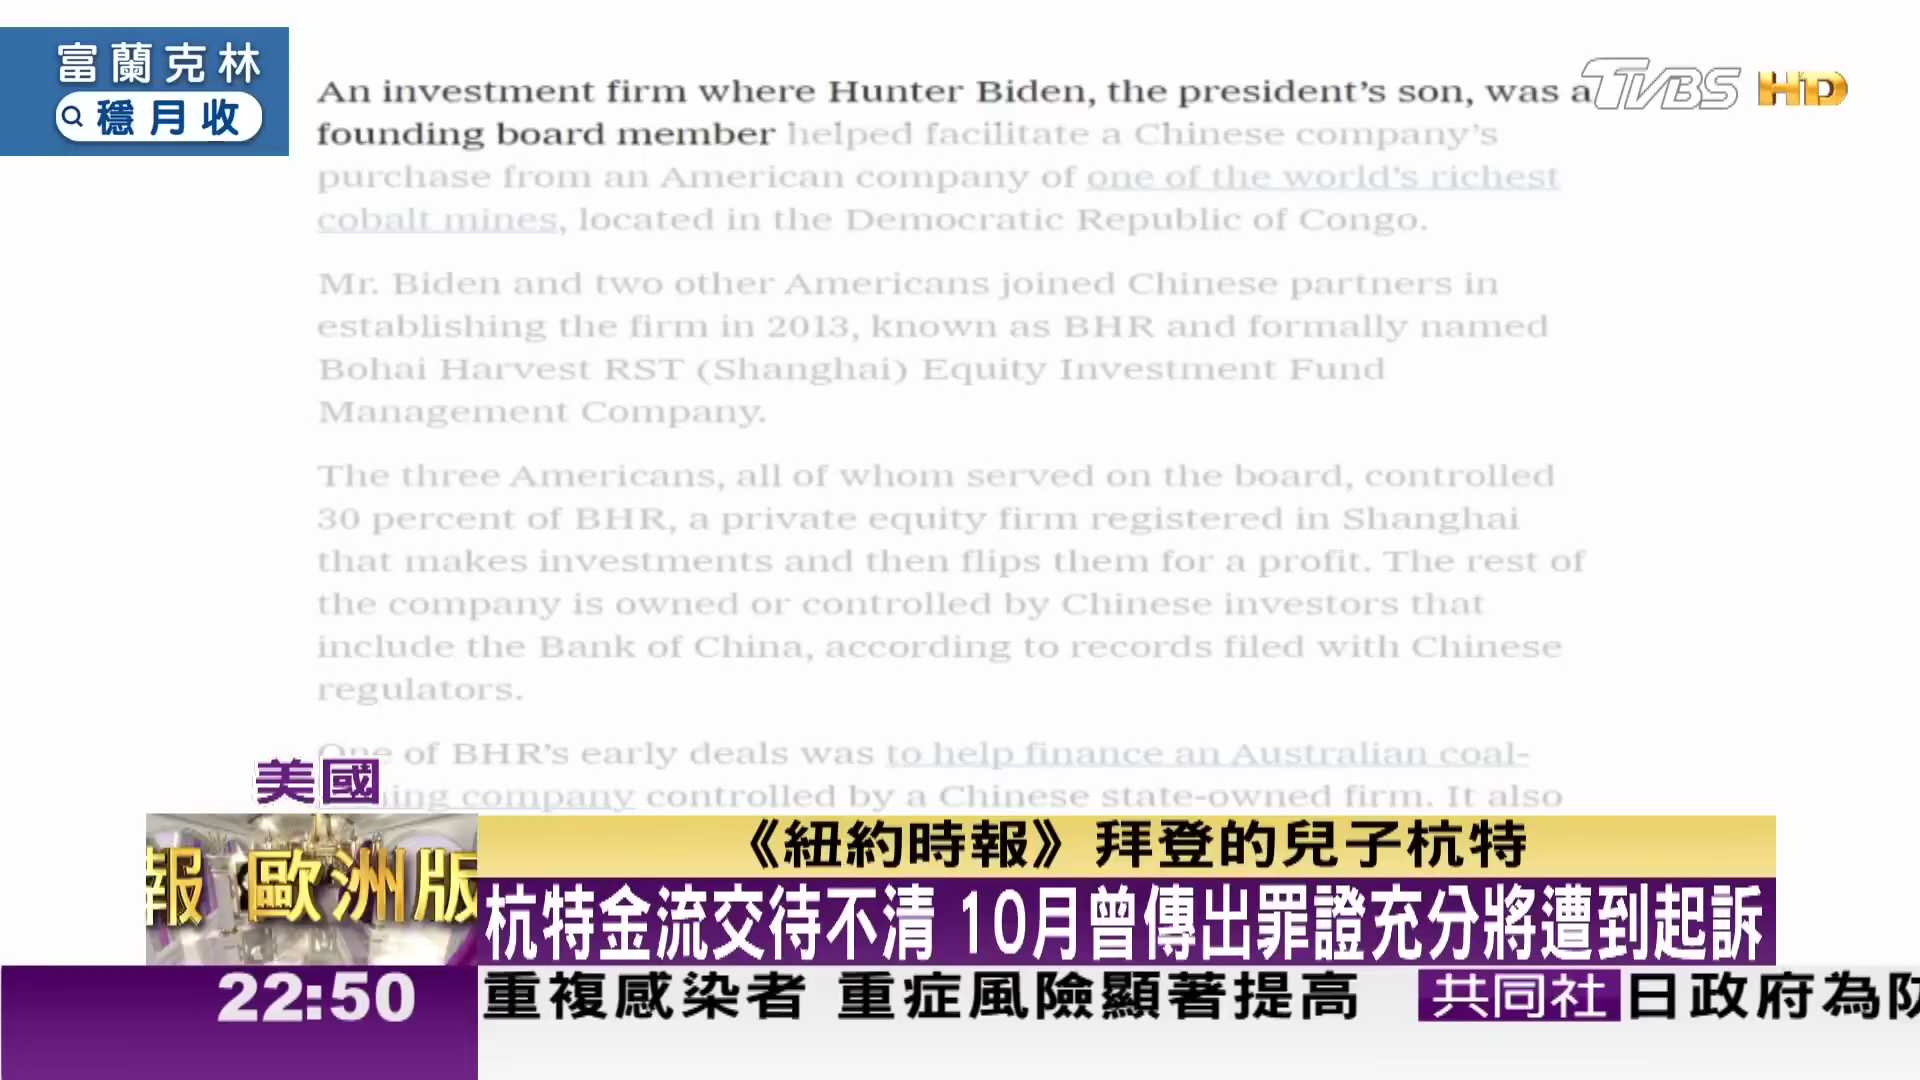 富蘭克林
穩月收
TVBS HD
An investment firm where Hunter Biden, the president's son, was a
founding board member helped facilitate a Chinese company's
purchase from an American company of one of the world's richest
cobalt mines, located in the Democratic Republic of Congo.
Mr. Biden and two other Americans joined Chinese partners in
establishing the firm in 2013, known as BHR and formally named
Bohai Harvest RST (Shanghai) Equity Investment Fund
Management Company.
The three Americans, all of whom served on the board, controlled
30 percent of BHR, a private equity firm registered in Shanghai
that makes investments and then flips them for a profit. The rest of
the company is owned or controlled by Chinese investors that
include the Bank of China, according to records filed with Chinese
regulators.
One of BHR's early deals was to help finance an Australian coal-
ing company controlled by a Chinese state-owned firm. It also
美國
報 歐洲版
《紐約時報》拜登的兒子杭特
杭特金流交待不清 10月曾傳出罪證充分將遭到起訴
22:50
重複感染者 重症風險顯著提高 共同社 日政府為防